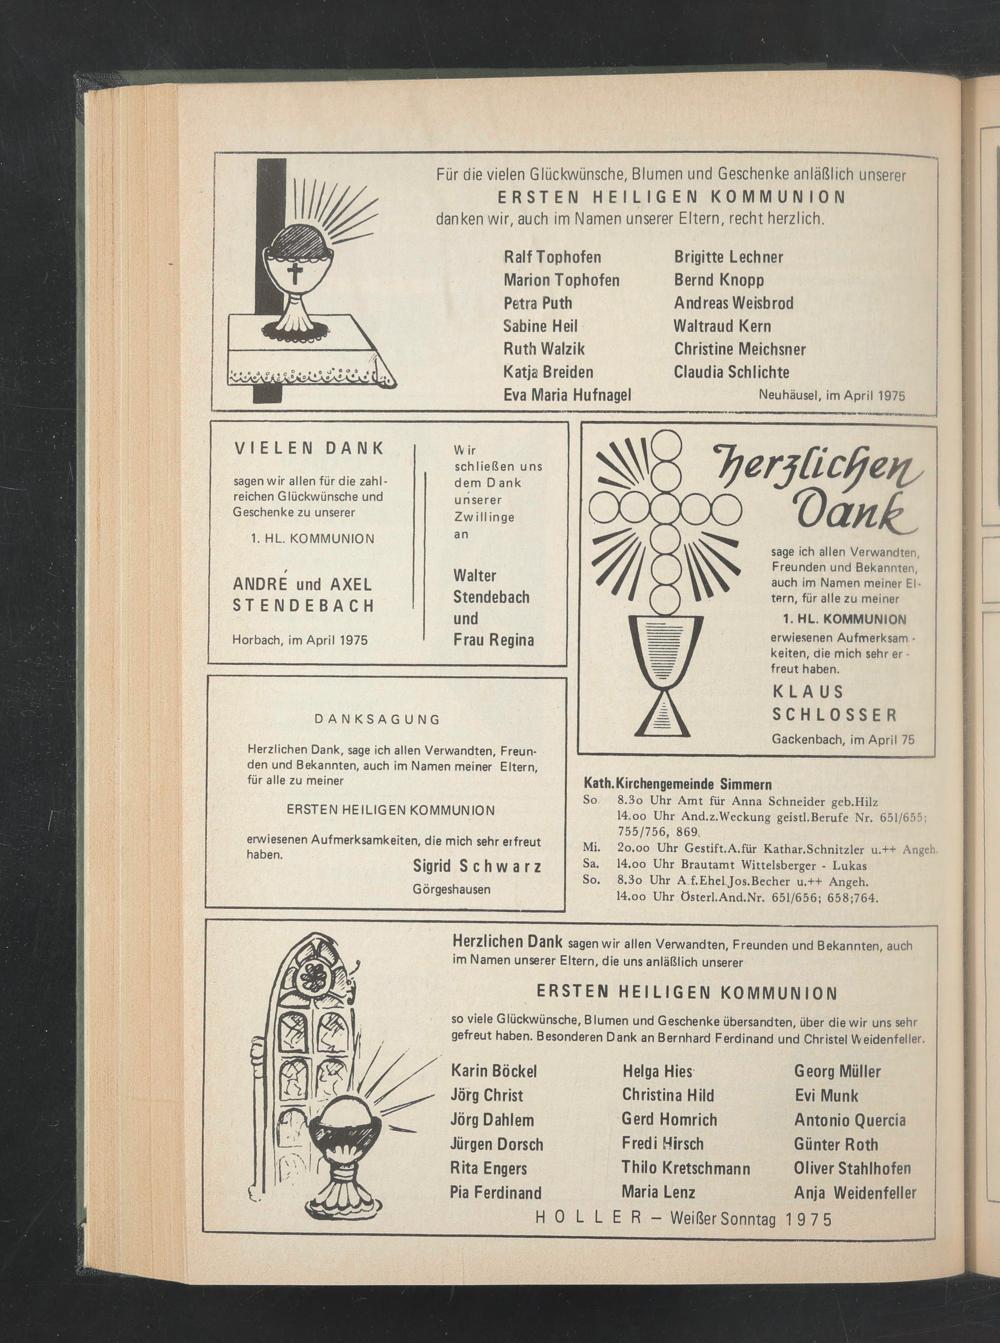 Für die vielen Glückwünsche, Blumen und Geschenke anläßlich unserer
ERSTEN HEILIGEN KOMMUNION
danken wir, auch im Namen unserer Eltern, recht herzlich.
Ralf Tophofen
Marion Tophofen
Petra Puth
Sabine Heil
Ruth Walzik
Katja Breiden
Eva Maria Hufnagel
Brigitte Lechner
Bernd Knopp
Andreas Weisbrod
Waltraud Kern
Christine Meichsner
Claudia Schlichte
Neuhäusel, im April 1975
VIELEN DANK
sagen wir allen für die zahl-
reichen Glückwünsche und
Geschenke zu unserer
1. HL. KOMMUNION
ANDRÉ und AXEL
STENDEBACH
Horbach, im April 1975
Wir
schließen uns
dem Dank
unserer
Zwillinge
an
Walter
Stendebach
und
Frau Regina
herzlichen
Dank
sage ich allen Verwandten,
Freunden und Bekannten,
auch im Namen meiner El-
tern, für alle zu meiner
1. HL. KOMMUNION
erwiesenen Aufmerksam-
keiten, die mich sehr er-
freut haben.
KLAUS
SCHLOSSER
Gackenbach, im April 75
DANKSAGUNG
Herzlichen Dank, sage ich allen Verwandten, Freun-
den und Bekannten, auch im Namen meiner Eltern,
für alle zu meiner
ERSTEN HEILIGEN KOMMUNION
erwiesenen Aufmerksamkeiten, die mich sehr erfreut
haben.
Sigrid Schwarz
Görgeshausen
Kath.Kirchengemeinde Simmern
So 8.3o Uhr Amt für Anna Schneider geb.Hilz
14.oo Uhr And.z.Weckung geistl.Berufe Nr. 651/655;
755/756, 869.
Mi. 2o.oo Uhr Gestift.A.für Kathar.Schnitzler u.++ Angeh.
Sa. 14.oo Uhr Brautamt Wittelsberger - Lukas
So. 8.3o Uhr A.f.Ehel.Jos.Becher u.++ Angeh.
14.oo Uhr Österl.And.Nr. 651/656; 658;764.
Herzlichen Dank sagen wir allen Verwandten, Freunden und Bekannten, auch
im Namen unserer Eltern, die uns anläßlich unserer
ERSTEN HEILIGEN KOMMUNION
so viele Glückwünsche, Blumen und Geschenke übersandten, über die wir uns sehr
gefreut haben. Besonderen Dank an Bernhard Ferdinand und Christel Weidenfeller.
Karin Böckel
Jörg Christ
Jörg Dahlem
Jürgen Dorsch
Rita Engers
Pia Ferdinand
Helga Hies
Christina Hild
Gerd Homrich
Fredi Hirsch
Thilo Kretschmann
Maria Lenz
Georg Müller
Evi Munk
Antonio Quercia
Günter Roth
Oliver Stahlhofen
Anja Weidenfeller
HOLLER – Weißer Sonntag 1975